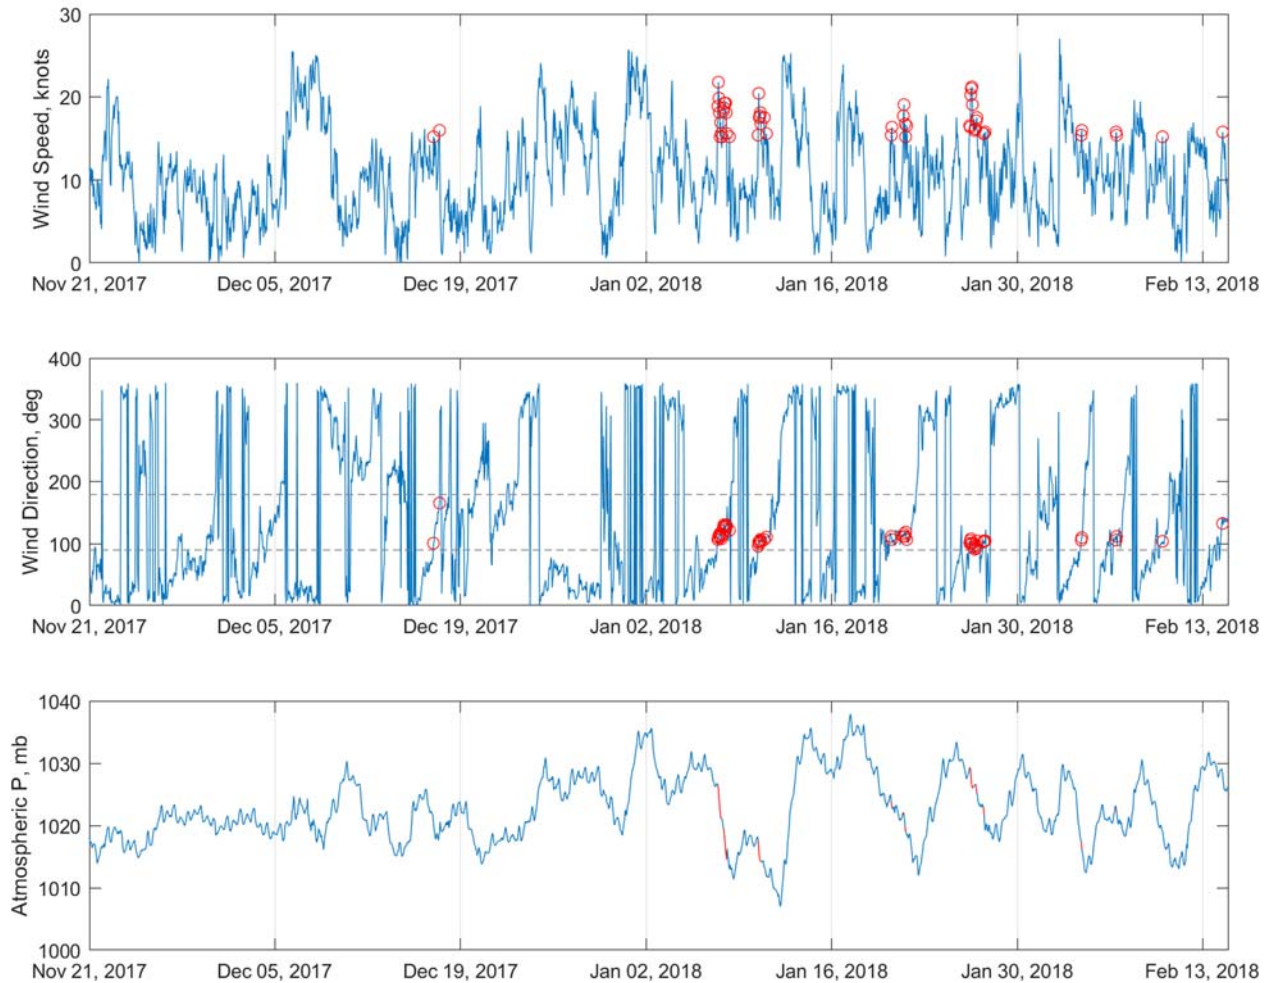 Wind Speed, knots
30
20
10
0
Nov 21, 2017 Dec 05, 2017 Dec 19, 2017 Jan 02, 2018 Jan 16, 2018 Jan 30, 2018 Feb 13, 2018
Wind Direction, deg
400
300
200
100
0
Nov 21, 2017 Dec 05, 2017 Dec 19, 2017 Jan 02, 2018 Jan 16, 2018 Jan 30, 2018 Feb 13, 2018
Atmospheric P, mb
1040
1030
1020
1010
1000
Nov 21, 2017 Dec 05, 2017 Dec 19, 2017 Jan 02, 2018 Jan 16, 2018 Jan 30, 2018 Feb 13, 2018